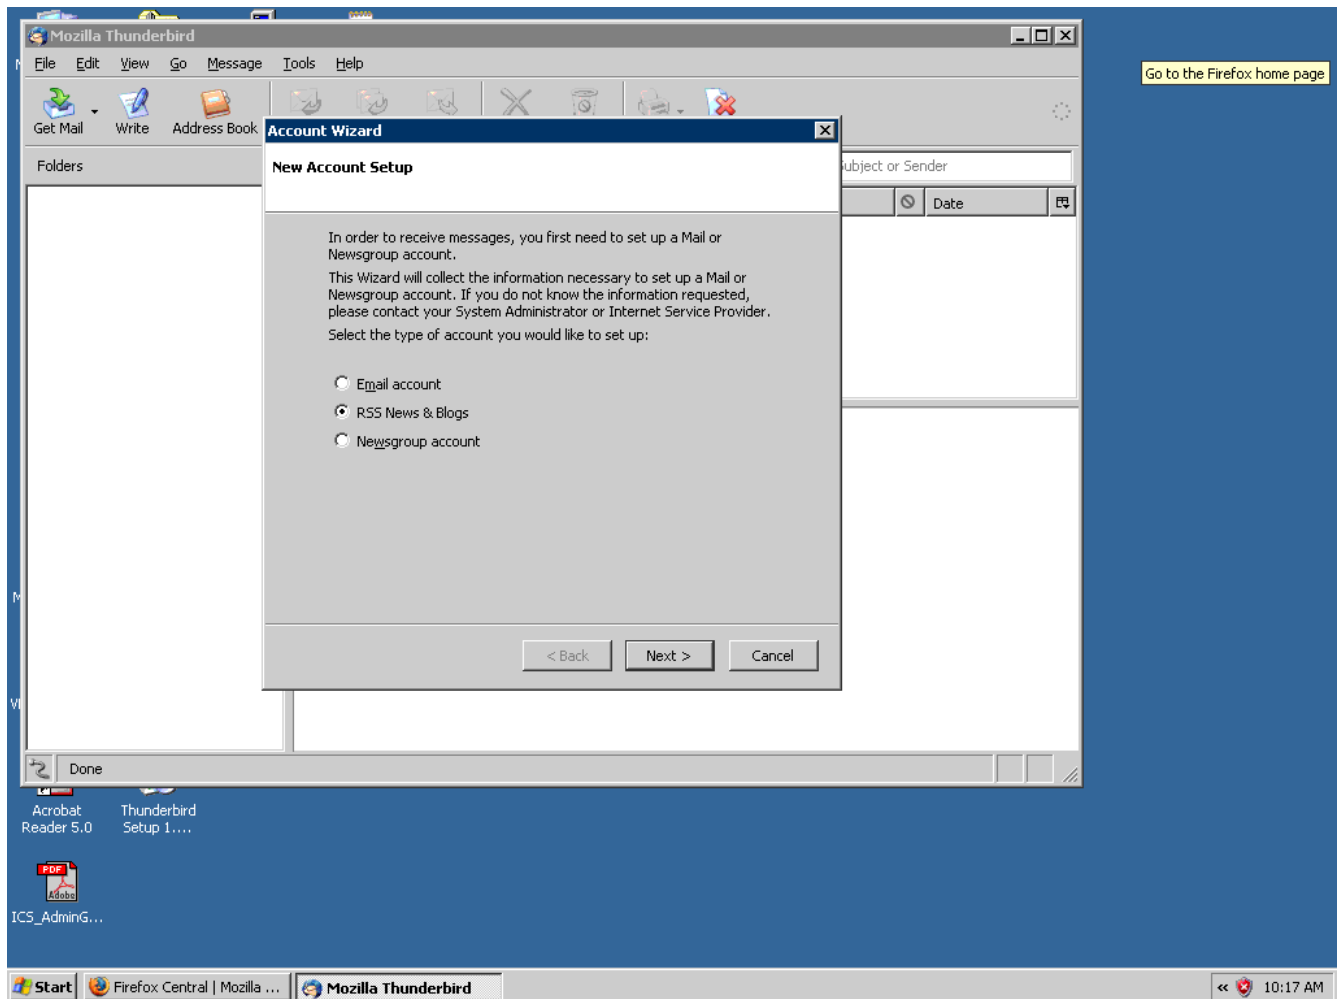 Mozilla Thunderbird
File Edit View Go Message Tools Help
Go to the Firefox home page
Get Mail Write Address Book
Account Wizard
Folders
New Account Setup
ubject or Sender
Date
In order to receive messages, you first need to set up a Mail or
Newsgroup account.
This Wizard will collect the information necessary to set up a Mail or
Newsgroup account. If you do not know the information requested,
please contact your System Administrator or Internet Service Provider.
Select the type of account you would like to set up:
Email account
RSS News & Blogs
Newsgroup account
< Back Next > Cancel
Done
Acrobat
Reader 5.0
Thunderbird
Setup 1....
PDF
Adobe
ICS_AdminG...
Start Firefox Central | Mozilla ... Mozilla Thunderbird « 10:17 AM